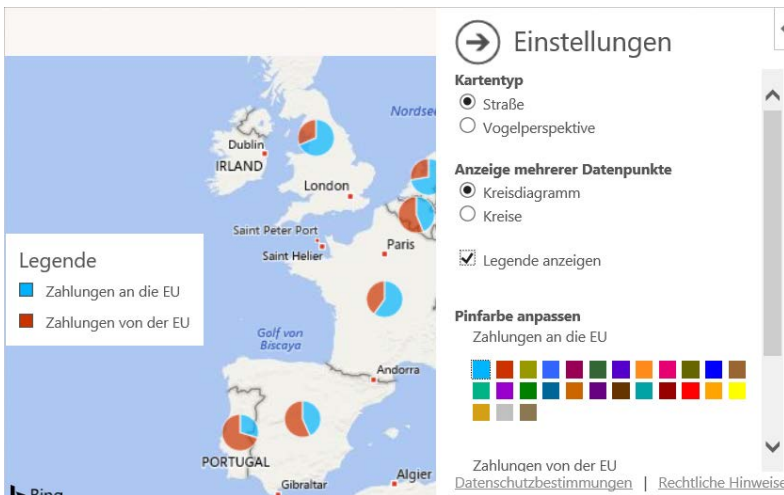 Einstellungen
Kartentyp
Straße
Vogelperspektive
Anzeige mehrerer Datenpunkte
Kreisdiagramm
Kreise
Legende anzeigen
Pinfarbe anpassen
Zahlungen an die EU
Zahlungen von der EU
Datenschutzbestimmungen | Rechtliche Hinweise
Nordsee
Dublin
IRLAND
London
Saint Peter Port
Saint Helier
Paris
Legende
Zahlungen an die EU
Zahlungen von der EU
Golf von
Biscaya
Andorra
PORTUGAL
Gibraltar
Algier
Bing